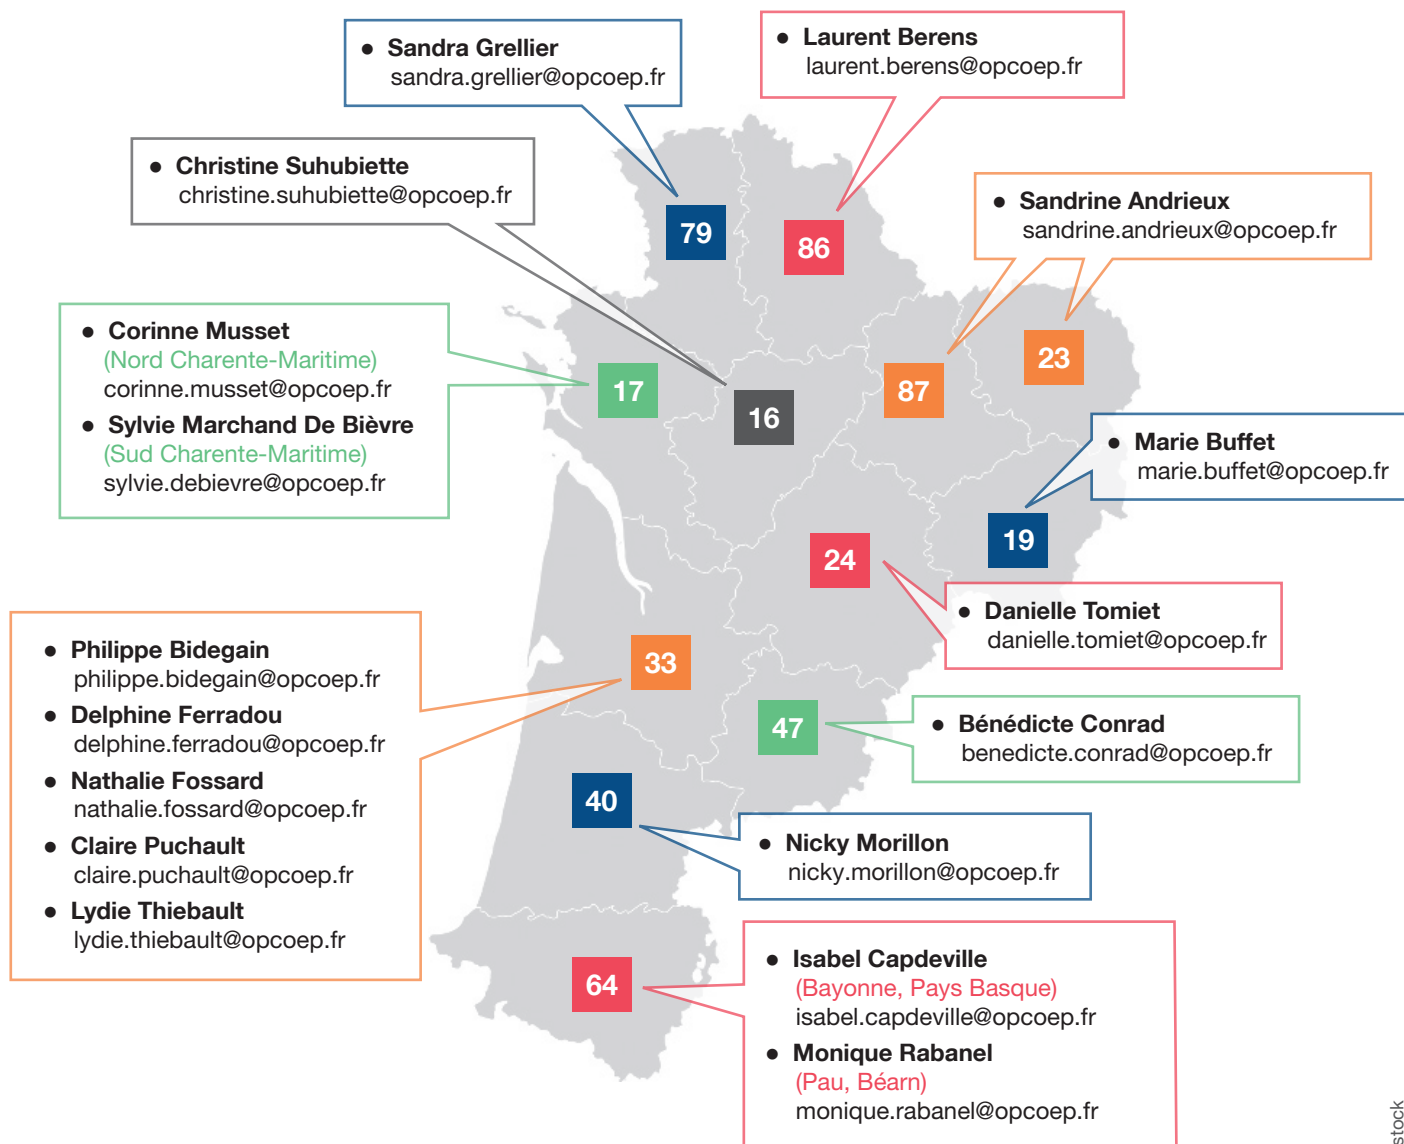 ● Sandra Grellier
sandra.grellier@opcoep.fr
● Laurent Berens
laurent.berens@opcoep.fr
● Christine Suhubiette
christine.suhubiette@opcoep.fr
● Sandrine Andrieux
sandrine.andrieux@opcoep.fr
79
86
● Corinne Musset
(Nord Charente-Maritime)
corinne.musset@opcoep.fr
● Sylvie Marchand De Bièvre
(Sud Charente-Maritime)
sylvie.debievre@opcoep.fr
17
16
87
23
● Marie Buffet
marie.buffet@opcoep.fr
19
24
● Danielle Tomiet
danielle.tomiet@opcoep.fr
● Philippe Bidegain
philippe.bidegain@opcoep.fr
● Delphine Ferradou
delphine.ferradou@opcoep.fr
● Nathalie Fossard
nathalie.fossard@opcoep.fr
● Claire Puchault
claire.puchault@opcoep.fr
● Lydie Thiebault
lydie.thiebault@opcoep.fr
33
47
● Bénédicte Conrad
benedicte.conrad@opcoep.fr
40
● Nicky Morillon
nicky.morillon@opcoep.fr
64
● Isabel Capdeville
(Bayonne, Pays Basque)
isabel.capdeville@opcoep.fr
● Monique Rabanel
(Pau, Béarn)
monique.rabanel@opcoep.fr
stock